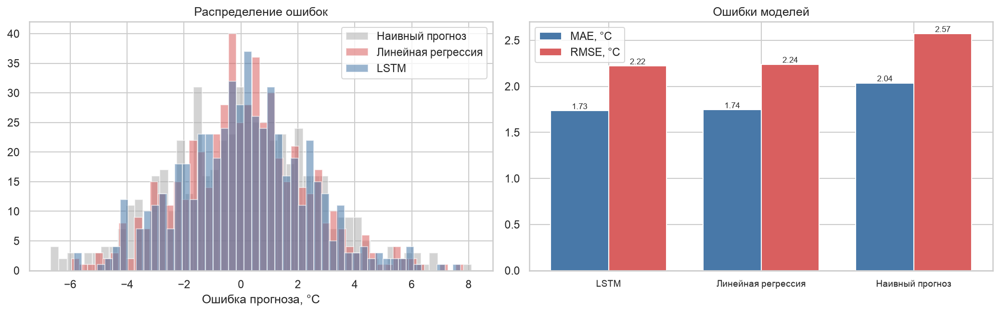 Распределение ошибок
40
35
30
25
20
15
10
5
0
Наивный прогноз
Линейная регрессия
LSTM
−6 −4 −2 0 2 4 6 8
Ошибка прогноза, °C
Ошибки моделей
2.5
2.0
1.5
1.0
0.5
0.0
MAE, °C
RMSE, °C
1.73 2.22 1.74 2.24 2.04 2.57
LSTM Линейная регрессия Наивный прогноз